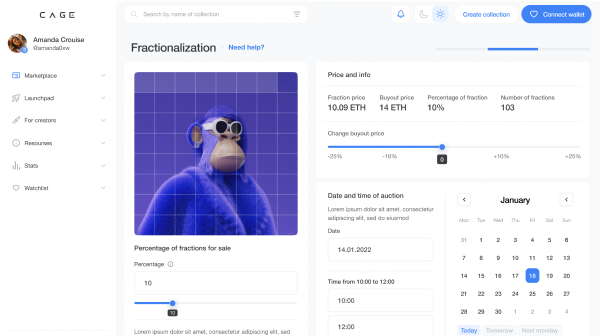 CAGE
Search by name of collection
Create collection
Connect wallet
Amanda Crouise
@amanda0xw
Marketplace
Launchpad
For creators
Resourses
Stats
Watchlist
Fractionalization
Need help?
Percentage of fractions for sale
Percentage
10
10
Lorem ipsum dolor sit amet, consectetur adipiscing elit, sed
Price and info
Fraction price
10.09 ETH
Buyout price
14 ETH
Percentage of fraction
10%
Number of fractions
103
Change buyout price
-25%
-10%
0
+10%
+25%
Date and time of auction
Lorem ipsum dolor sit amet, consectetur
adipiscing elit, sed do eiusmod
Date
14.01.2022
Time from 10:00 to 12:00
10:00
12:00
January
Mon Tue Wed Thu Fri Sat Sun
31 1 2 3 4 5 6
7 8 9 10 11 12 13
14 15 16 17 18 19 20
21 22 23 24 25 26 27
28 29 30 1 2 3 4
Today
Tomorrow
Next monday